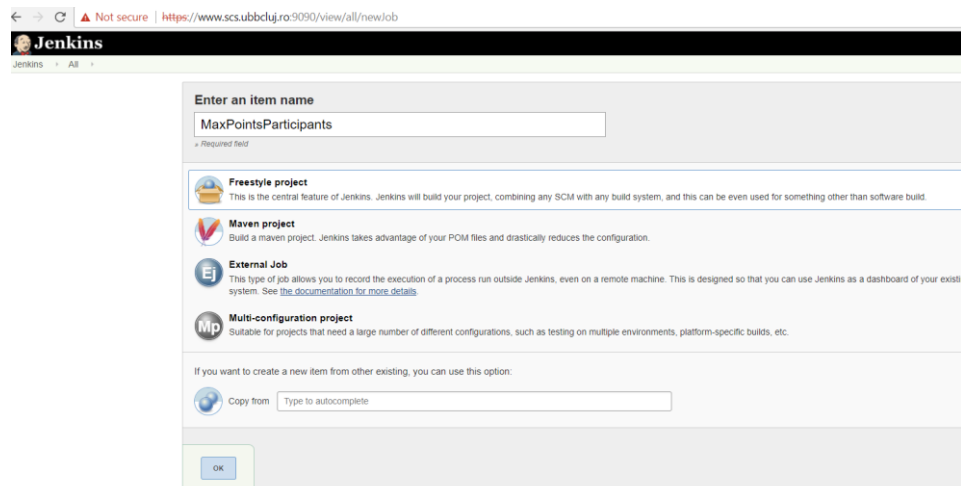 Not secure | https://www.scs.ubbcluj.ro:9090/view/all/newJob
Jenkins
Jenkins All
Enter an item name
MaxPointsParticipants
» Required field
Freestyle project
This is the central feature of Jenkins. Jenkins will build your project, combining any SCM with any build system, and this can be even used for something other than software build.
Maven project
Build a maven project. Jenkins takes advantage of your POM files and drastically reduces the configuration.
Ej
External Job
This type of job allows you to record the execution of a process run outside Jenkins, even on a remote machine. This is designed so that you can use Jenkins as a dashboard of your existi
system. See the documentation for more details.
Mp
Multi-configuration project
Suitable for projects that need a large number of different configurations, such as testing on multiple environments, platform-specific builds, etc.
If you want to create a new item from other existing, you can use this option:
Copy from Type to autocomplete
OK